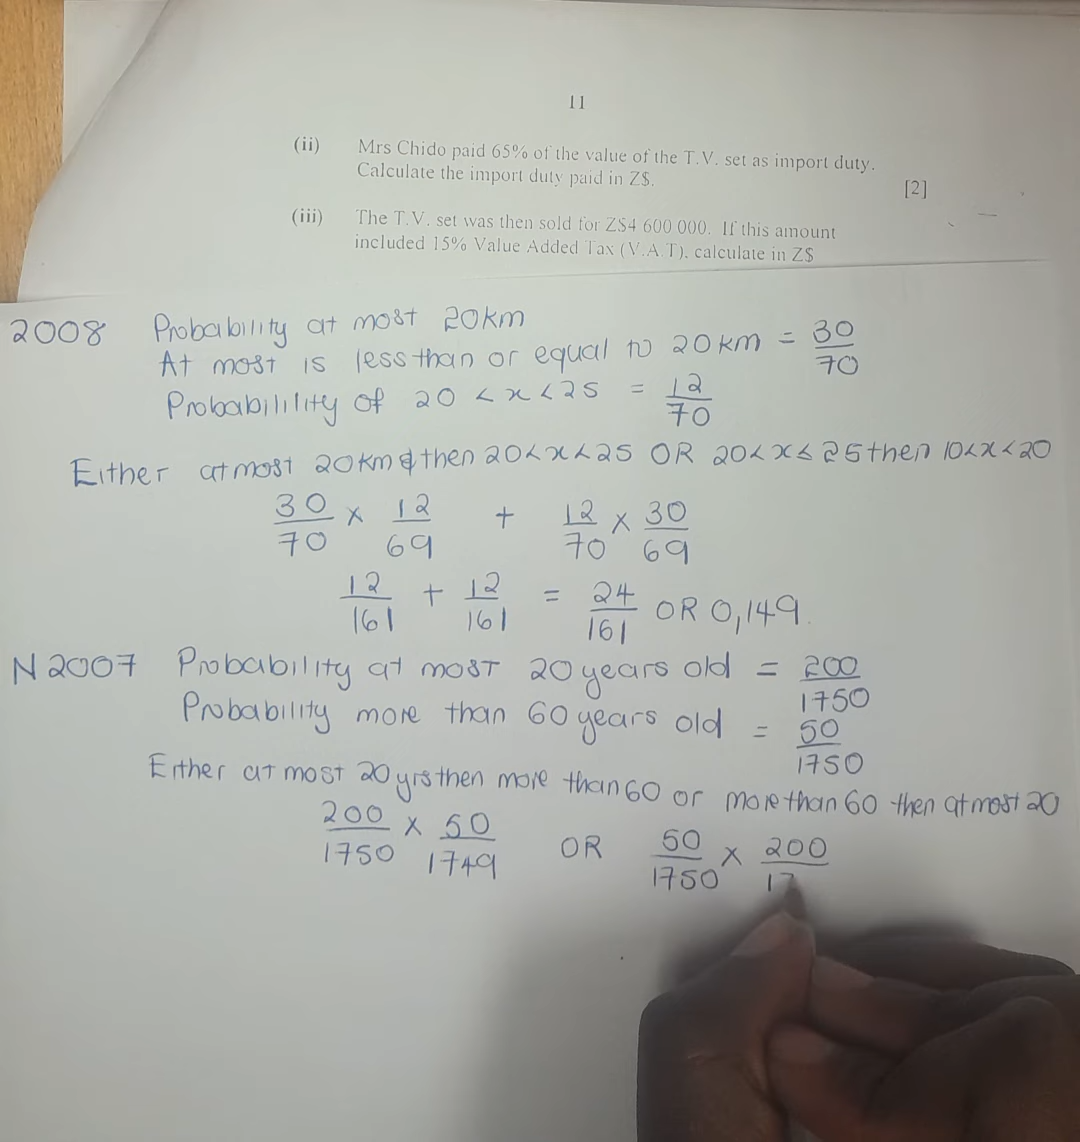 11
(ii) Mrs Chido paid 65% of the value of the T.V. set as import duty.
Calculate the import duty paid in Z$.
[2]
(iii) The T.V. set was then sold for Z$4 600 000. If this amount
included 15% Value Added Tax (V.A.T), calculate in Z$
2008 Probability at most 20km
At most is less than or equal to 20km = 30/70
Probabilility of 20 < x < 25 = 12/70
Either atmost 20km & then 20<x<25 OR 20<x≤25 then 10<x<20
30/70 × 12/69 + 12/70 × 30/69
12/161 + 12/161 = 24/161 OR 0,149.
N2007 Probability at most 20 years old = 200/1750
Probability more than 60 years old = 50/1750
Either at most 20yrs then more than 60 or more than 60 then at most 20
200/1750 × 50/1749 OR 50/1750 × 200/17